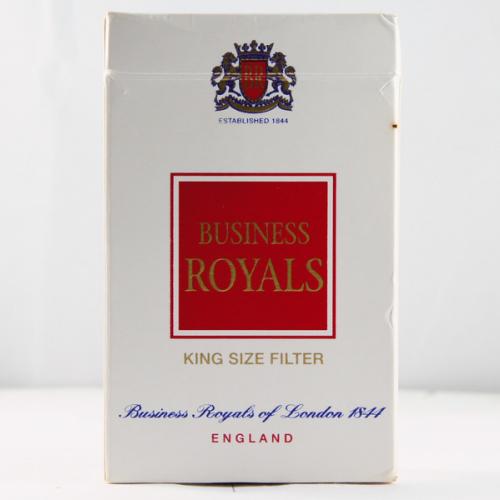 ESTABLISHED 1844
BUSINESS
ROYALS
KING SIZE FILTER
Business Royals of London 1844
ENGLAND